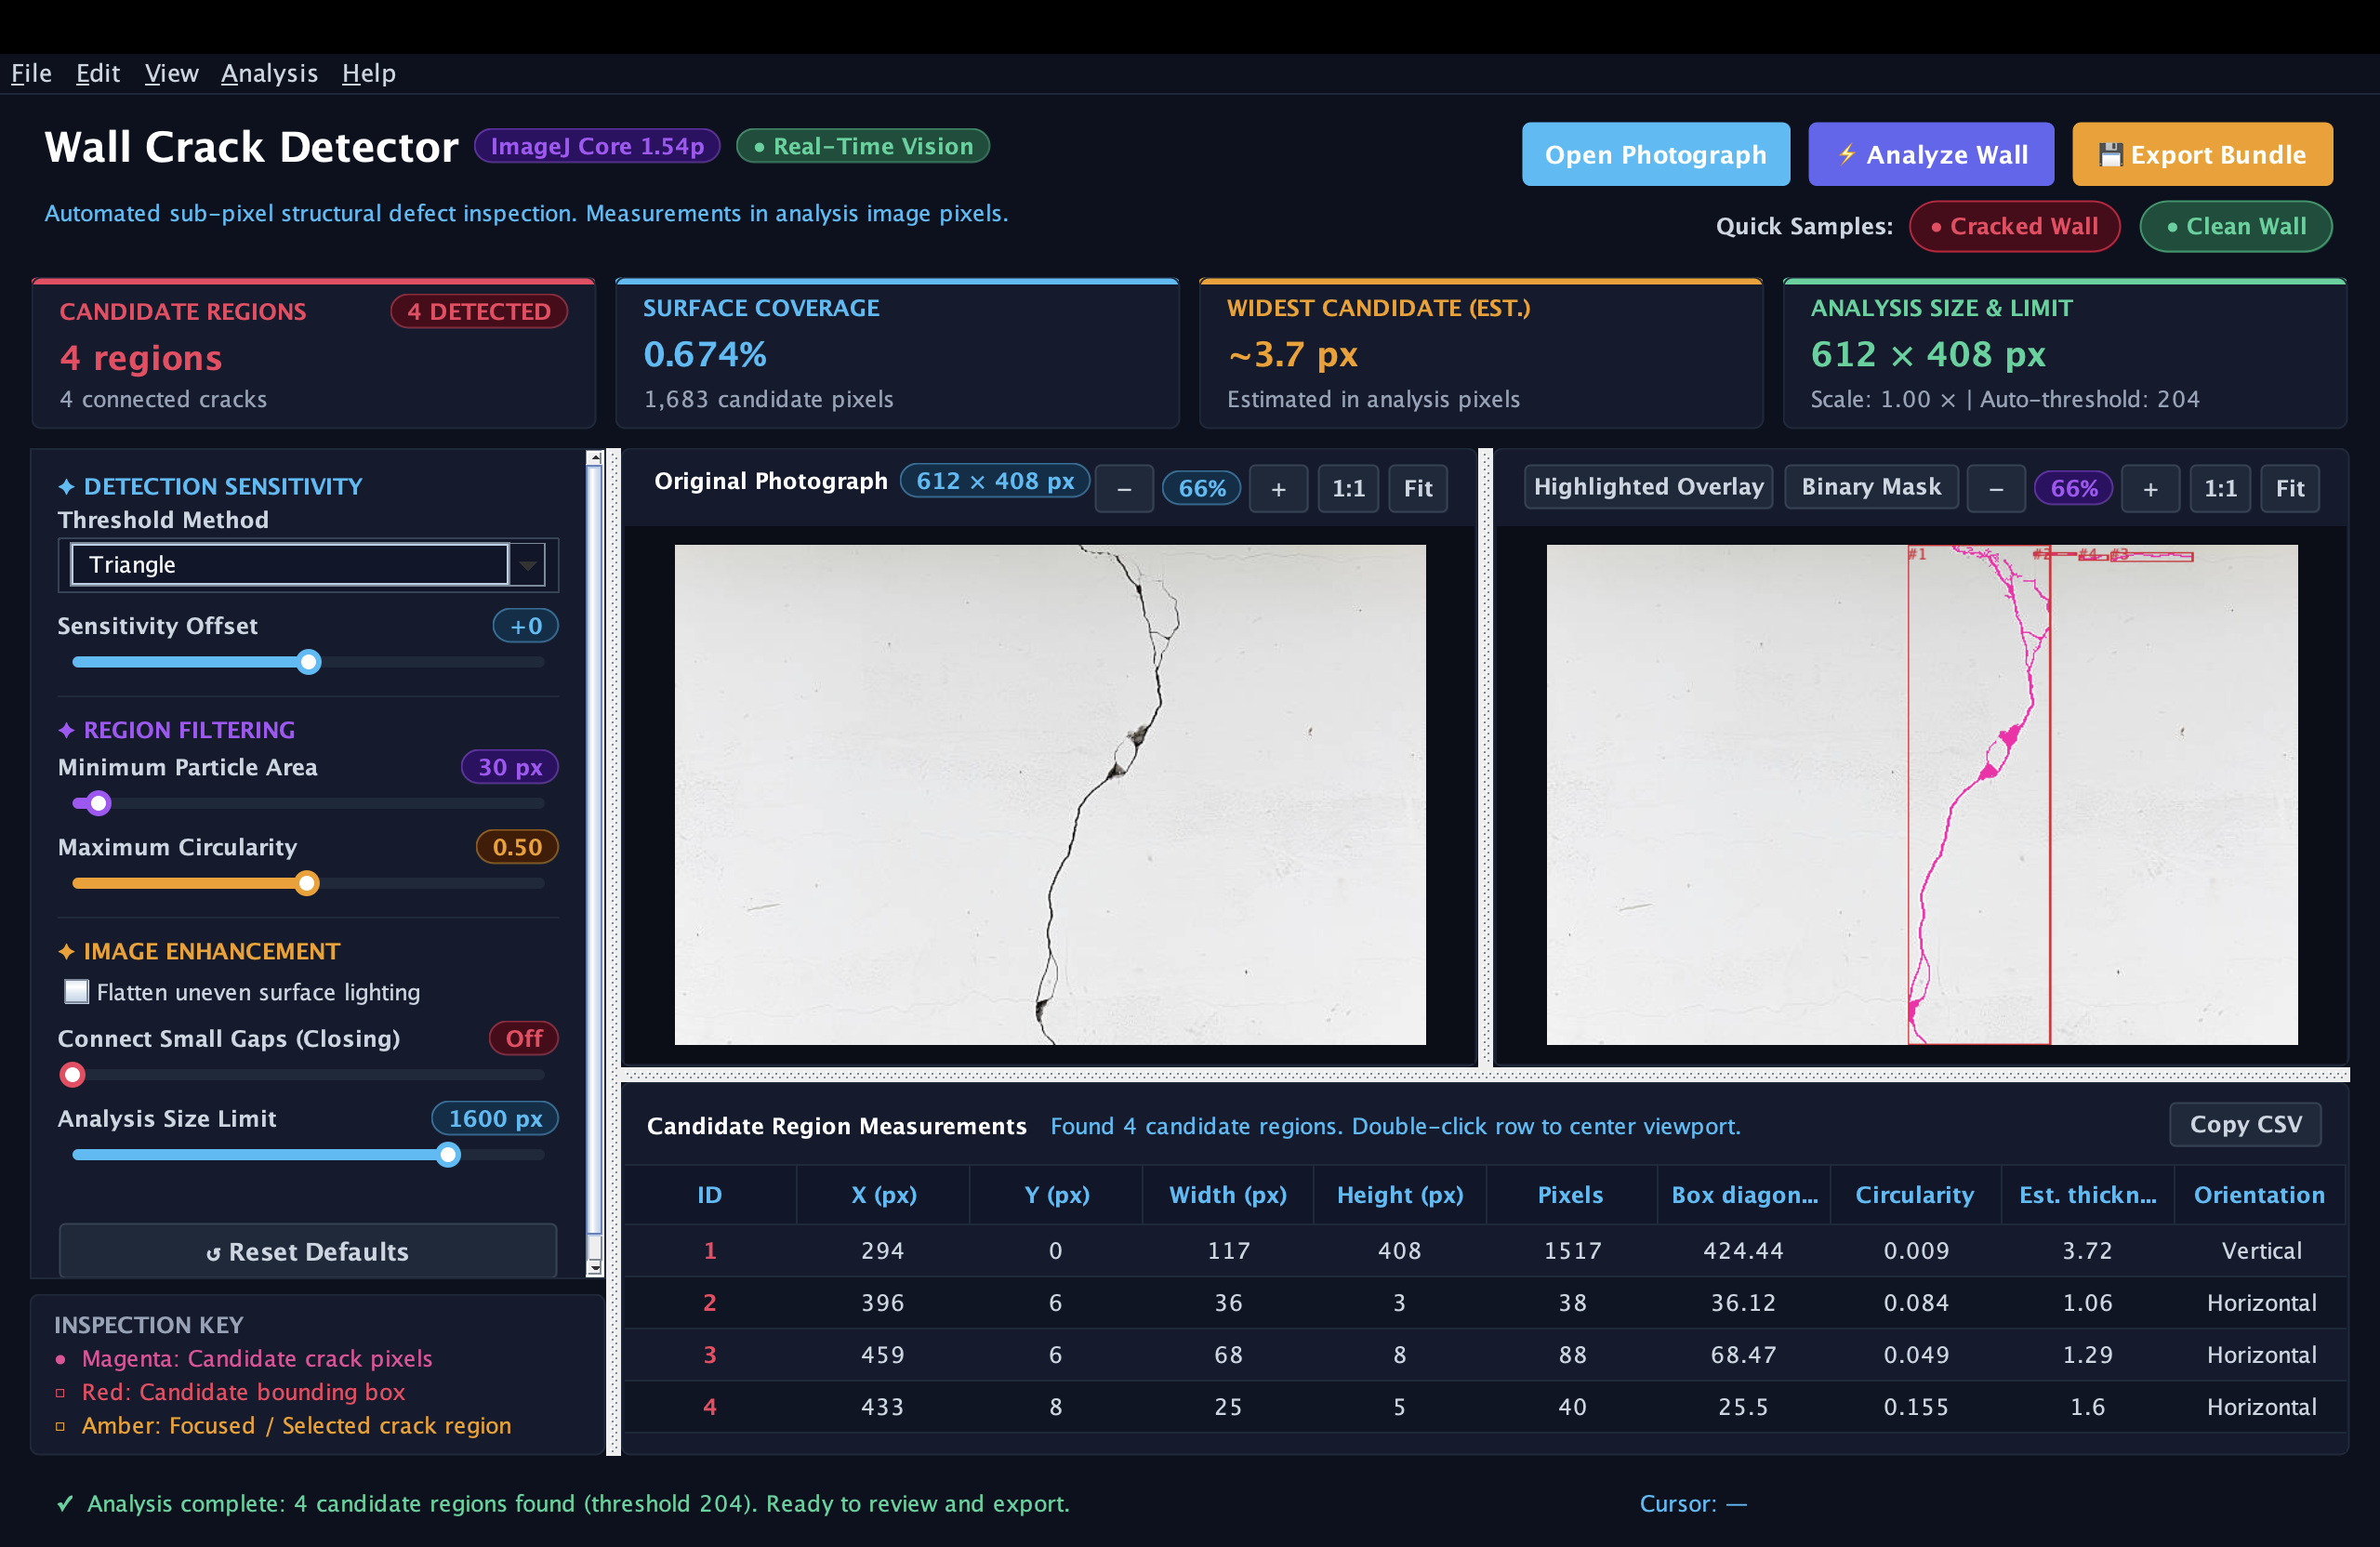 File Edit View Analysis Help
Wall Crack Detector ImageJ Core 1.54p ● Real-Time Vision
Open Photograph ⚡ Analyze Wall 💾 Export Bundle
Automated sub-pixel structural defect inspection. Measurements in analysis image pixels.
Quick Samples: ● Cracked Wall ● Clean Wall
CANDIDATE REGIONS 4 DETECTED
4 regions
4 connected cracks
SURFACE COVERAGE
0.674%
1,683 candidate pixels
WIDEST CANDIDATE (EST.)
~3.7 px
Estimated in analysis pixels
ANALYSIS SIZE & LIMIT
612 × 408 px
Scale: 1.00 × | Auto-threshold: 204
✦ DETECTION SENSITIVITY
Threshold Method
Triangle
Sensitivity Offset +0
✦ REGION FILTERING
Minimum Particle Area 30 px
Maximum Circularity 0.50
✦ IMAGE ENHANCEMENT
Flatten uneven surface lighting
Connect Small Gaps (Closing) Off
Analysis Size Limit 1600 px
↺ Reset Defaults
INSPECTION KEY
● Magenta: Candidate crack pixels
▫ Red: Candidate bounding box
▫ Amber: Focused / Selected crack region
Original Photograph 612 × 408 px − 66% + 1:1 Fit
Highlighted Overlay Binary Mask − 66% + 1:1 Fit
#1 #2 #4 #3
Candidate Region Measurements Found 4 candidate regions. Double-click row to center viewport. Copy CSV
ID X (px) Y (px) Width (px) Height (px) Pixels Box diagon... Circularity Est. thickn... Orientation
1 294 0 117 408 1517 424.44 0.009 3.72 Vertical
2 396 6 36 3 38 36.12 0.084 1.06 Horizontal
3 459 6 68 8 88 68.47 0.049 1.29 Horizontal
4 433 8 25 5 40 25.5 0.155 1.6 Horizontal
✓ Analysis complete: 4 candidate regions found (threshold 204). Ready to review and export.
Cursor: —